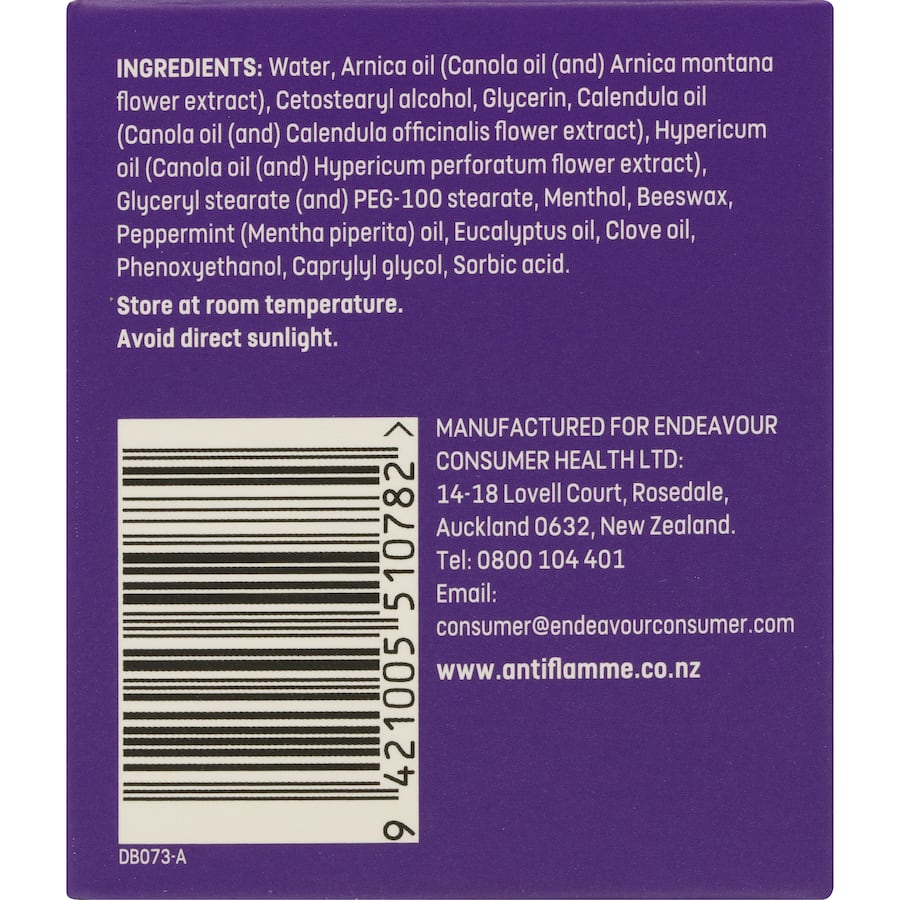 INGREDIENTS: Water, Arnica oil (Canola oil (and) Arnica montana
flower extract), Cetostearyl alcohol, Glycerin, Calendula oil
(Canola oil (and) Calendula officinalis flower extract), Hypericum
oil (Canola oil (and) Hypericum perforatum flower extract),
Glyceryl stearate (and) PEG-100 stearate, Menthol, Beeswax,
Peppermint (Mentha piperita) oil, Eucalyptus oil, Clove oil,
Phenoxyethanol, Caprylyl glycol, Sorbic acid.
Store at room temperature.
Avoid direct sunlight.
9 421005 510782 >
DB073-A
MANUFACTURED FOR ENDEAVOUR
CONSUMER HEALTH LTD:
14-18 Lovell Court, Rosedale,
Auckland 0632, New Zealand.
Tel: 0800 104 401
Email:
consumer@endeavourconsumer.com
www.antiflamme.co.nz